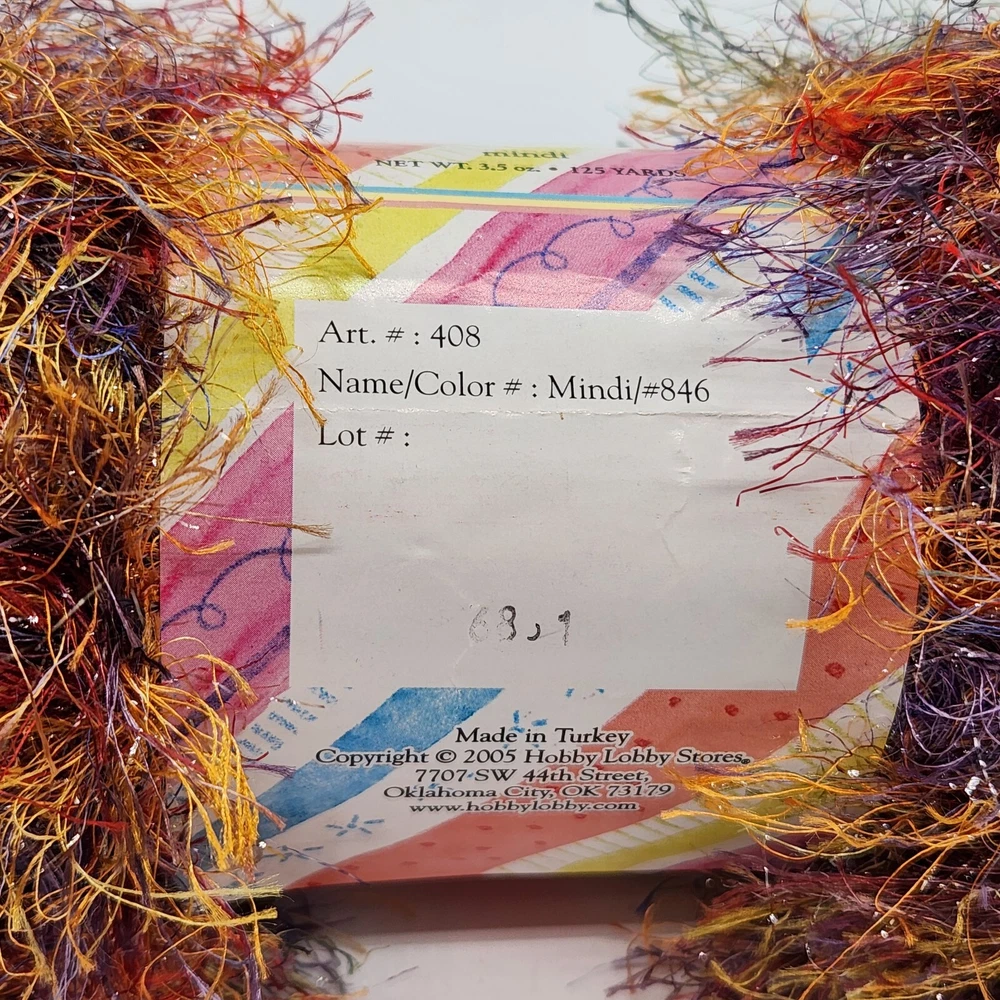 mindi
NET WT. 3.5 oz. • 125 YARDS
Art. # : 408
Name/Color # : Mindi/#846
Lot # :
68,1
Made in Turkey
Copyright © 2005 Hobby Lobby Stores®
7707 SW 44th Street,
Oklahoma City, OK 73179
www.hobbylobby.com